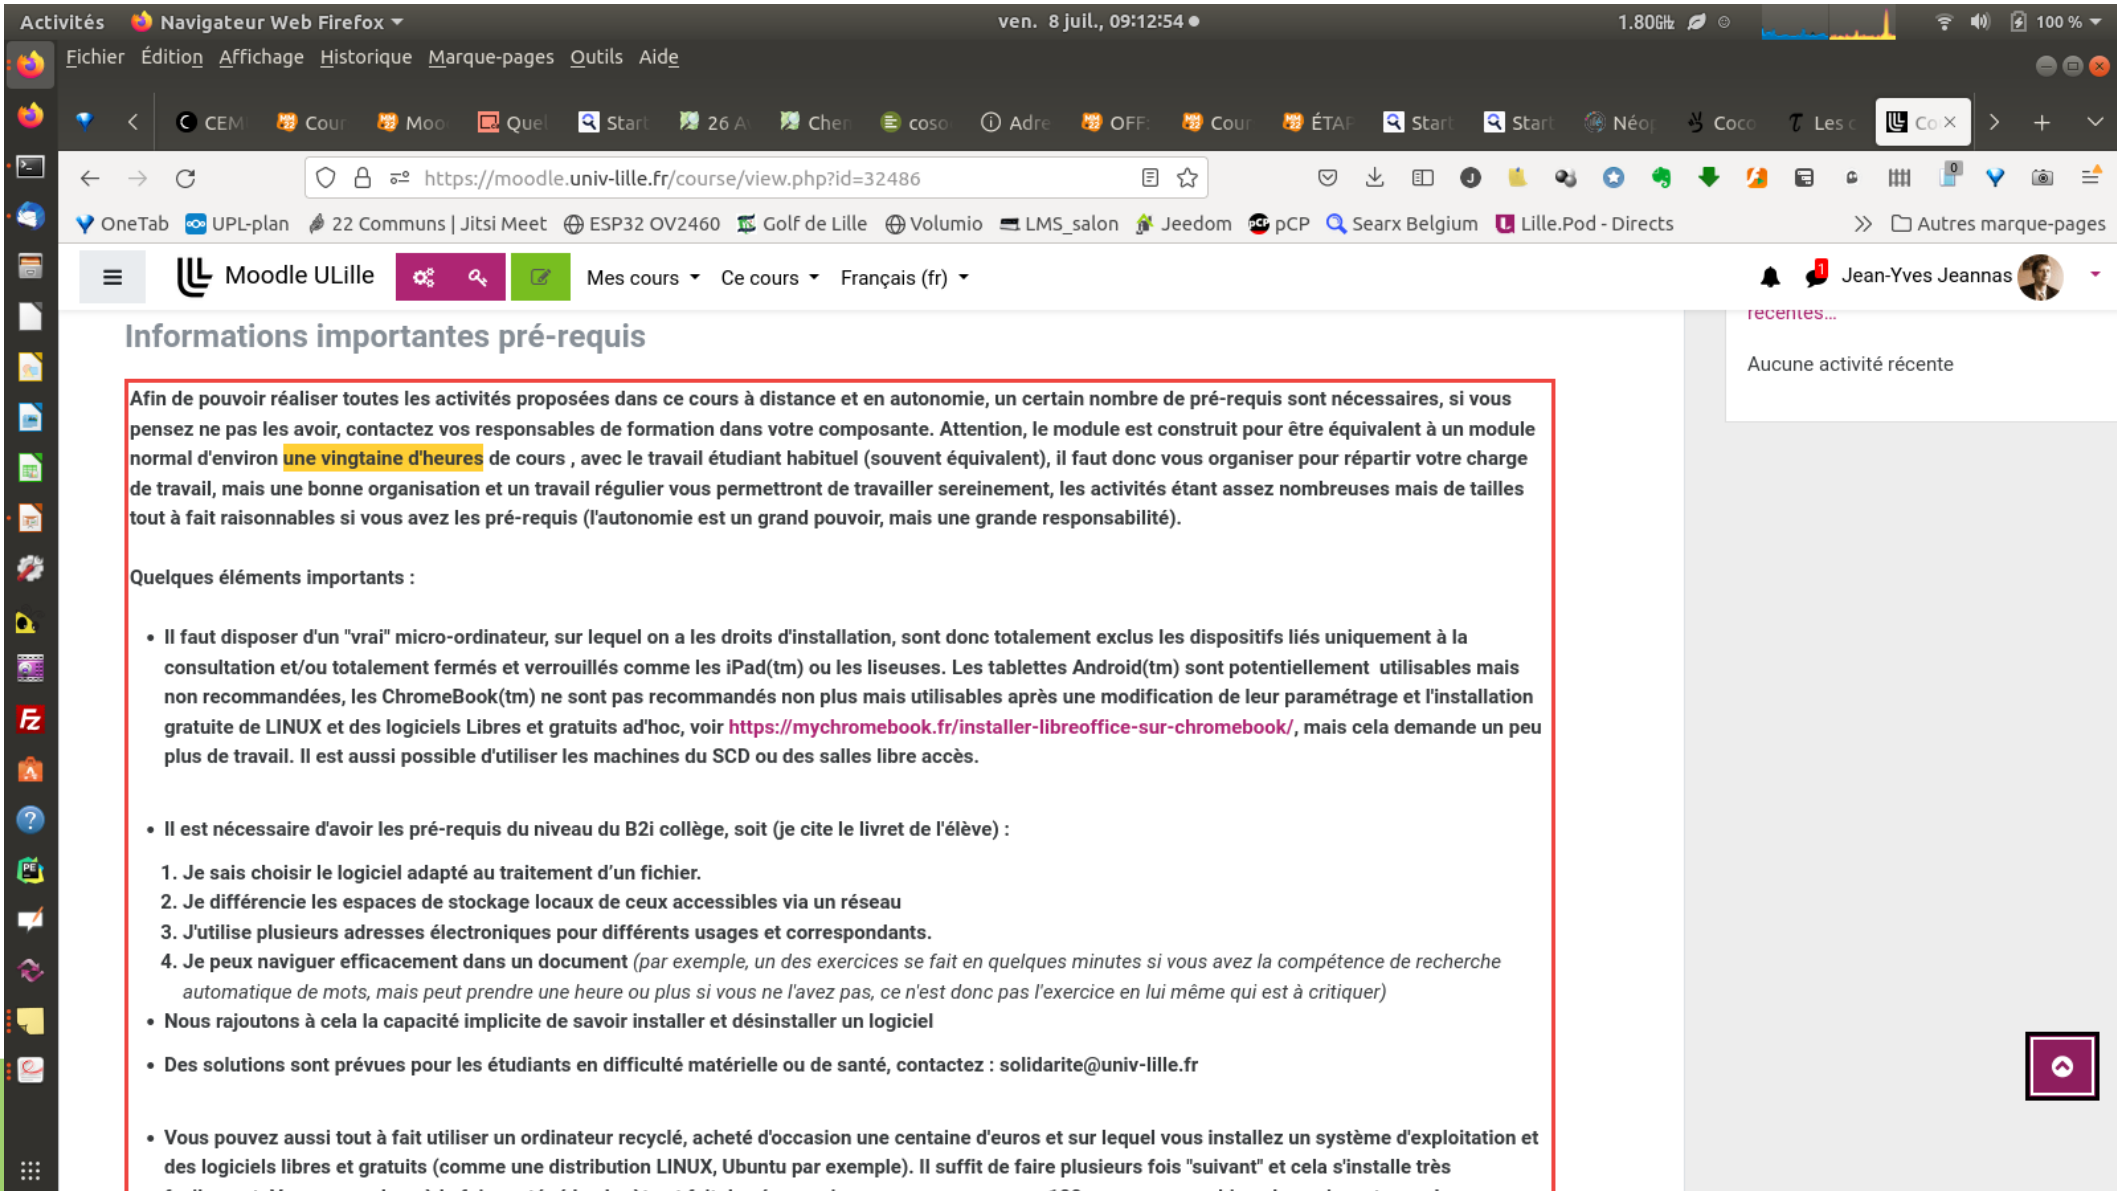 Activités Navigateur Web Firefox ven. 8 juil., 09:12:54 1.80GHz 100 %
Fichier Édition Affichage Historique Marque-pages Outils Aide
CEM Cour Moo Quel Start 26 A Chen coso Adre OFF: Cour ÉTAP Start Start Néop Coco Les c Co
https://moodle.univ-lille.fr/course/view.php?id=32486 0
OneTab UPL-plan 22 Communs | Jitsi Meet ESP32 OV2460 Golf de Lille Volumio LMS_salon Jeedom pCP Searx Belgium Lille.Pod - Directs Autres marque-pages
Moodle ULille Mes cours Ce cours Français (fr) 1 Jean-Yves Jeannas
récentes...
Informations importantes pré-requis
Aucune activité récente
Afin de pouvoir réaliser toutes les activités proposées dans ce cours à distance et en autonomie, un certain nombre de pré-requis sont nécessaires, si vous
pensez ne pas les avoir, contactez vos responsables de formation dans votre composante. Attention, le module est construit pour être équivalent à un module
normal d'environ une vingtaine d'heures de cours , avec le travail étudiant habituel (souvent équivalent), il faut donc vous organiser pour répartir votre charge
de travail, mais une bonne organisation et un travail régulier vous permettront de travailler sereinement, les activités étant assez nombreuses mais de tailles
tout à fait raisonnables si vous avez les pré-requis (l'autonomie est un grand pouvoir, mais une grande responsabilité).
Quelques éléments importants :
• Il faut disposer d'un "vrai" micro-ordinateur, sur lequel on a les droits d'installation, sont donc totalement exclus les dispositifs liés uniquement à la
consultation et/ou totalement fermés et verrouillés comme les iPad(tm) ou les liseuses. Les tablettes Android(tm) sont potentiellement utilisables mais
non recommandées, les ChromeBook(tm) ne sont pas recommandés non plus mais utilisables après une modification de leur paramétrage et l'installation
gratuite de LINUX et des logiciels Libres et gratuits ad'hoc, voir https://mychromebook.fr/installer-libreoffice-sur-chromebook/, mais cela demande un peu
plus de travail. Il est aussi possible d'utiliser les machines du SCD ou des salles libre accès.
• Il est nécessaire d'avoir les pré-requis du niveau du B2i collège, soit (je cite le livret de l'élève) :
1. Je sais choisir le logiciel adapté au traitement d’un fichier.
2. Je différencie les espaces de stockage locaux de ceux accessibles via un réseau
3. J'utilise plusieurs adresses électroniques pour différents usages et correspondants.
4. Je peux naviguer efficacement dans un document (par exemple, un des exercices se fait en quelques minutes si vous avez la compétence de recherche
automatique de mots, mais peut prendre une heure ou plus si vous ne l'avez pas, ce n'est donc pas l'exercice en lui même qui est à critiquer)
• Nous rajoutons à cela la capacité implicite de savoir installer et désinstaller un logiciel
• Des solutions sont prévues pour les étudiants en difficulté matérielle ou de santé, contactez : solidarite@univ-lille.fr
• Vous pouvez aussi tout à fait utiliser un ordinateur recyclé, acheté d'occasion une centaine d'euros et sur lequel vous installez un système d'exploitation et
des logiciels libres et gratuits (comme une distribution LINUX, Ubuntu par exemple). Il suffit de faire plusieurs fois "suivant" et cela s'installe très